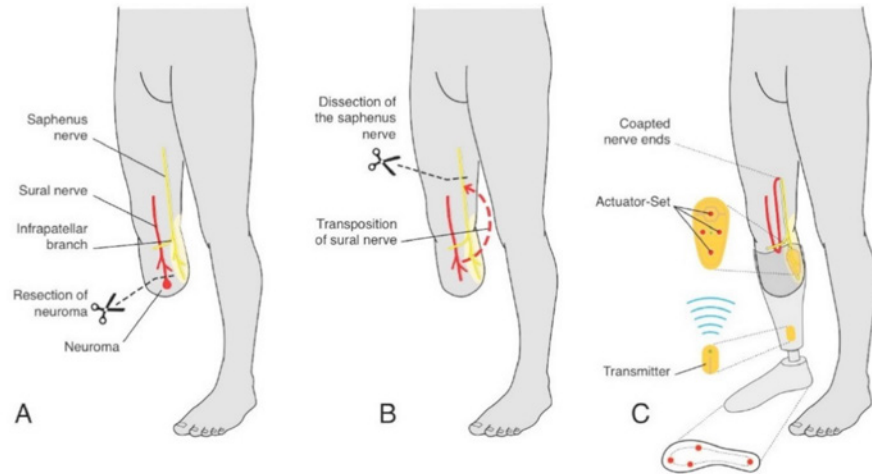 Saphenus
nerve
Sural nerve
Infrapatellar
branch
Resection of
neuroma
Neuroma
A
Dissection of
the saphenus
nerve
Transposition
of sural nerve
B
Coapted
nerve ends
Actuator-Set
Transmitter
C